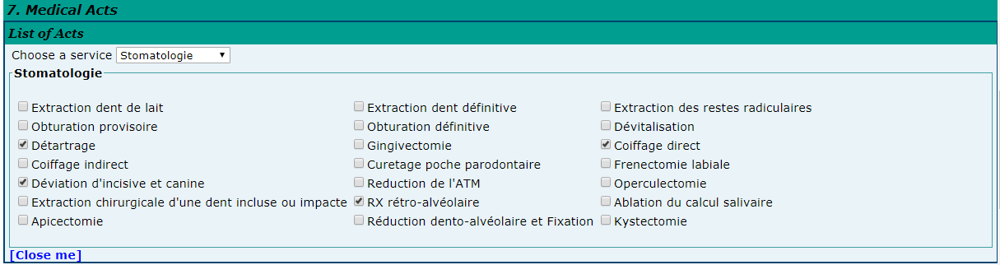 7. Medical Acts
List of Acts
Choose a service Stomatologie
Stomatologie
Extraction dent de lait Extraction dent définitive Extraction des restes radiculaires
Obturation provisoire Obturation définitive Dévitalisation
Détartrage Gingivectomie Coiffage direct
Coiffage indirect Curetage poche parodontaire Frenectomie labiale
Déviation d'incisive et canine Reduction de l'ATM Operculectomie
Extraction chirurgicale d'une dent incluse ou impacte RX rétro-alvéolaire Ablation du calcul salivaire
Apicectomie Réduction dento-alvéolaire et Fixation Kystectomie
[Close me]